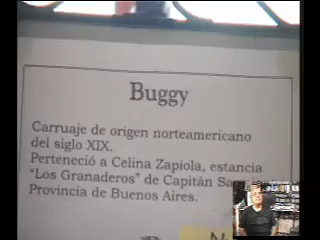 Buggy
Carruaje de origen norteamericano
del siglo XIX.
Perteneció a Celina Zapiola, estancia
"Los Granaderos" de Capitán
Provincia de Buenos Aires.